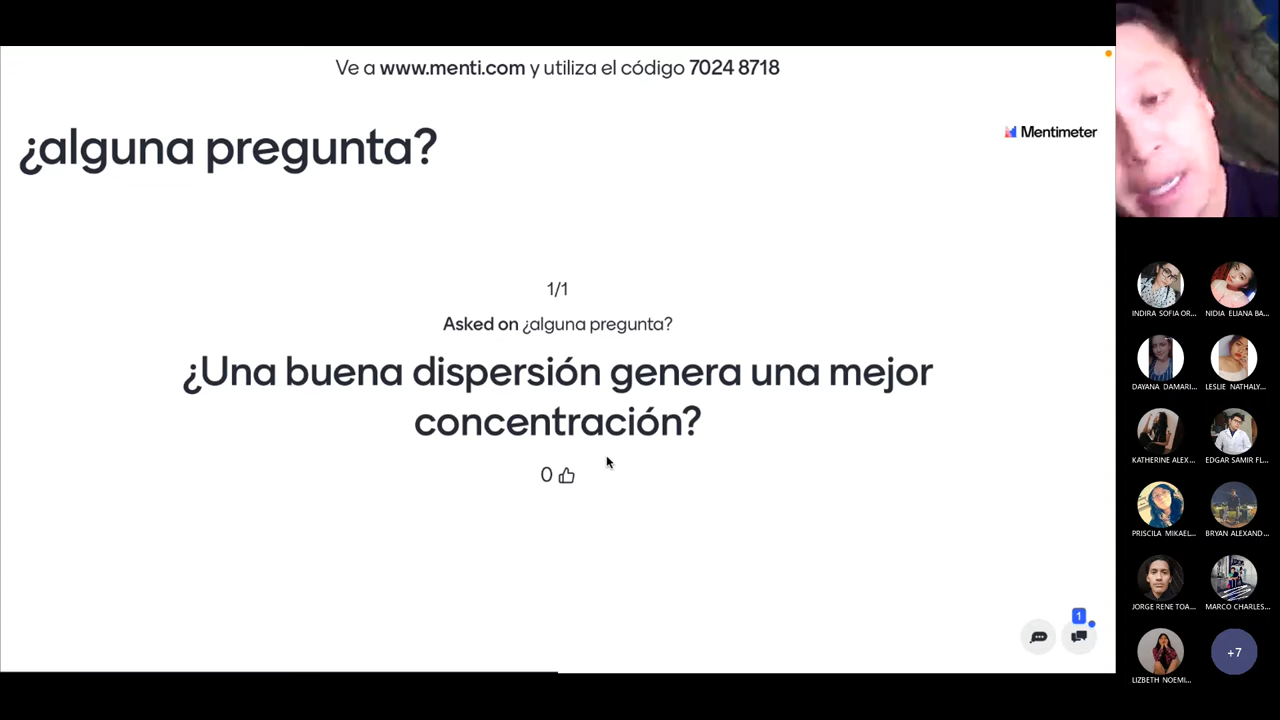 Ve a www.menti.com y utiliza el código 7024 8718
¿alguna pregunta?
Mentimeter
1/1
Asked on ¿alguna pregunta?
¿Una buena dispersión genera una mejor
concentración?
0
1
INDIRA SOFIA OR...
NIDIA ELIANA BA...
DAYANA DAMARI...
LESLIE NATHALY...
KATHERINE ALEX...
EDGAR SAMIR FL...
PRISCILA MIKAEL...
BRYAN ALEXAND...
JORGE RENE TOA...
MARCO CHARLES...
LIZBETH NOEMI...
+7